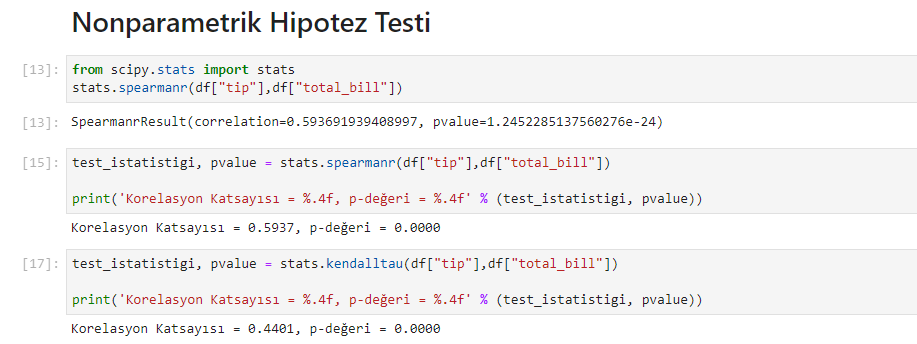 Nonparametrik Hipotez Testi
[13]: from scipy.stats import stats
stats.spearmanr(df["tip"],df["total_bill"])
[13]: SpearmanrResult(correlation=0.593691939408997, pvalue=1.2452285137560276e-24)
[15]: test_istatistigi, pvalue = stats.spearmanr(df["tip"],df["total_bill"])
print('Korelasyon Katsayısı = %.4f, p-değeri = %.4f' % (test_istatistigi, pvalue))
Korelasyon Katsayısı = 0.5937, p-değeri = 0.0000
[17]: test_istatistigi, pvalue = stats.kendalltau(df["tip"],df["total_bill"])
print('Korelasyon Katsayısı = %.4f, p-değeri = %.4f' % (test_istatistigi, pvalue))
Korelasyon Katsayısı = 0.4401, p-değeri = 0.0000